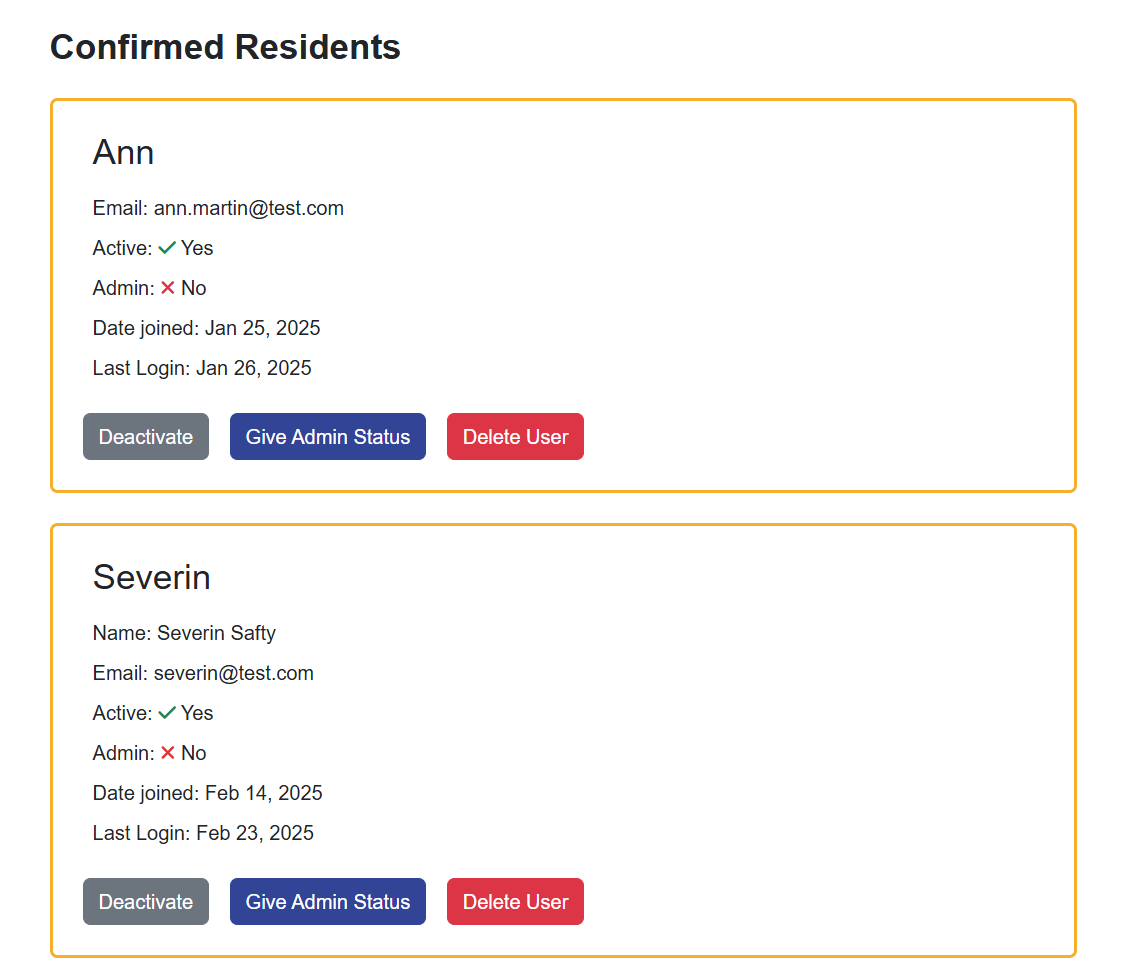 Confirmed Residents
Ann
Email: ann.martin@test.com
Active: ✓ Yes
Admin: ✕ No
Date joined: Jan 25, 2025
Last Login: Jan 26, 2025
Deactivate Give Admin Status Delete User
Severin
Name: Severin Safty
Email: severin@test.com
Active: ✓ Yes
Admin: ✕ No
Date joined: Feb 14, 2025
Last Login: Feb 23, 2025
Deactivate Give Admin Status Delete User